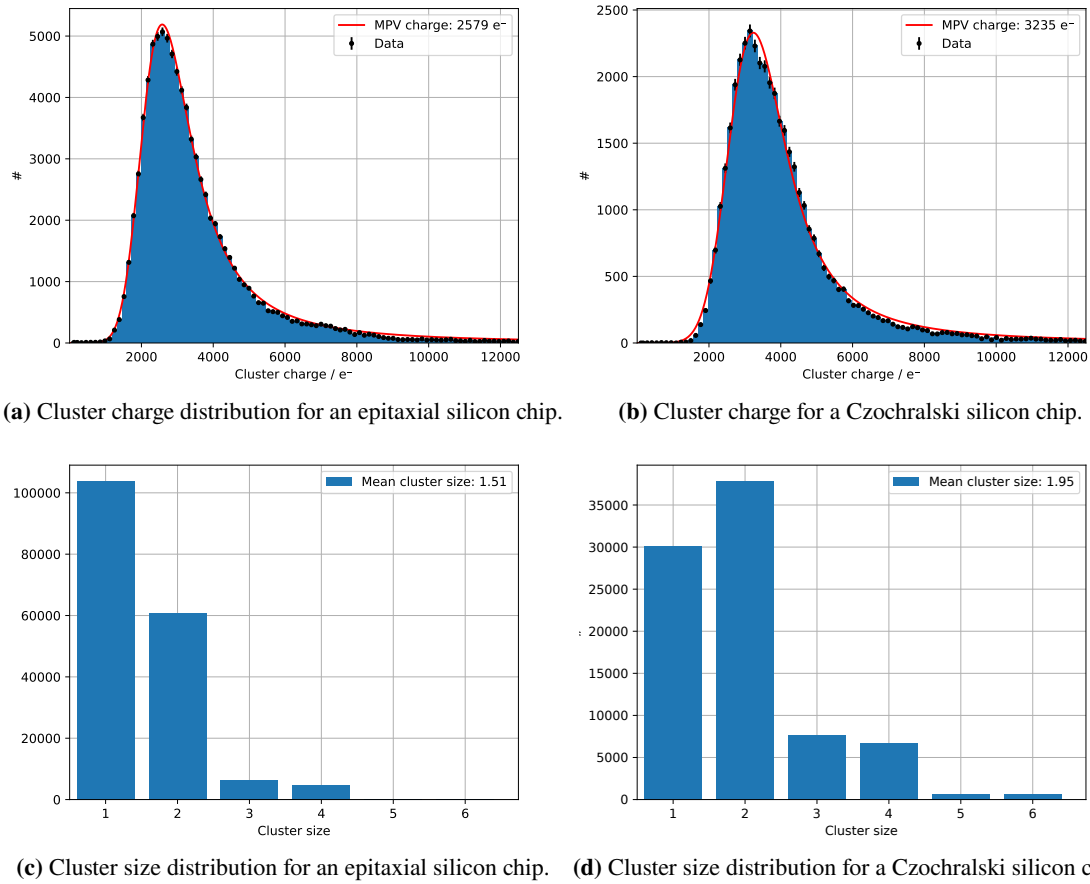 MPV charge: 2579 e⁻
Data
5000
4000
3000
2000
1000
0
#
2000 4000 6000 8000 10000 12000
Cluster charge / e⁻
(a) Cluster charge distribution for an epitaxial silicon chip.
MPV charge: 3235 e⁻
Data
2500
2000
1500
1000
500
0
#
2000 4000 6000 8000 10000 12000
Cluster charge / e⁻
(b) Cluster charge for a Czochralski silicon chip.
Mean cluster size: 1.51
100000
80000
60000
40000
20000
0
1 2 3 4 5 6
Cluster size
(c) Cluster size distribution for an epitaxial silicon chip.
Mean cluster size: 1.95
35000
30000
25000
20000
15000
10000
5000
0
1 2 3 4 5 6
Cluster size
(d) Cluster size distribution for a Czochralski silicon c